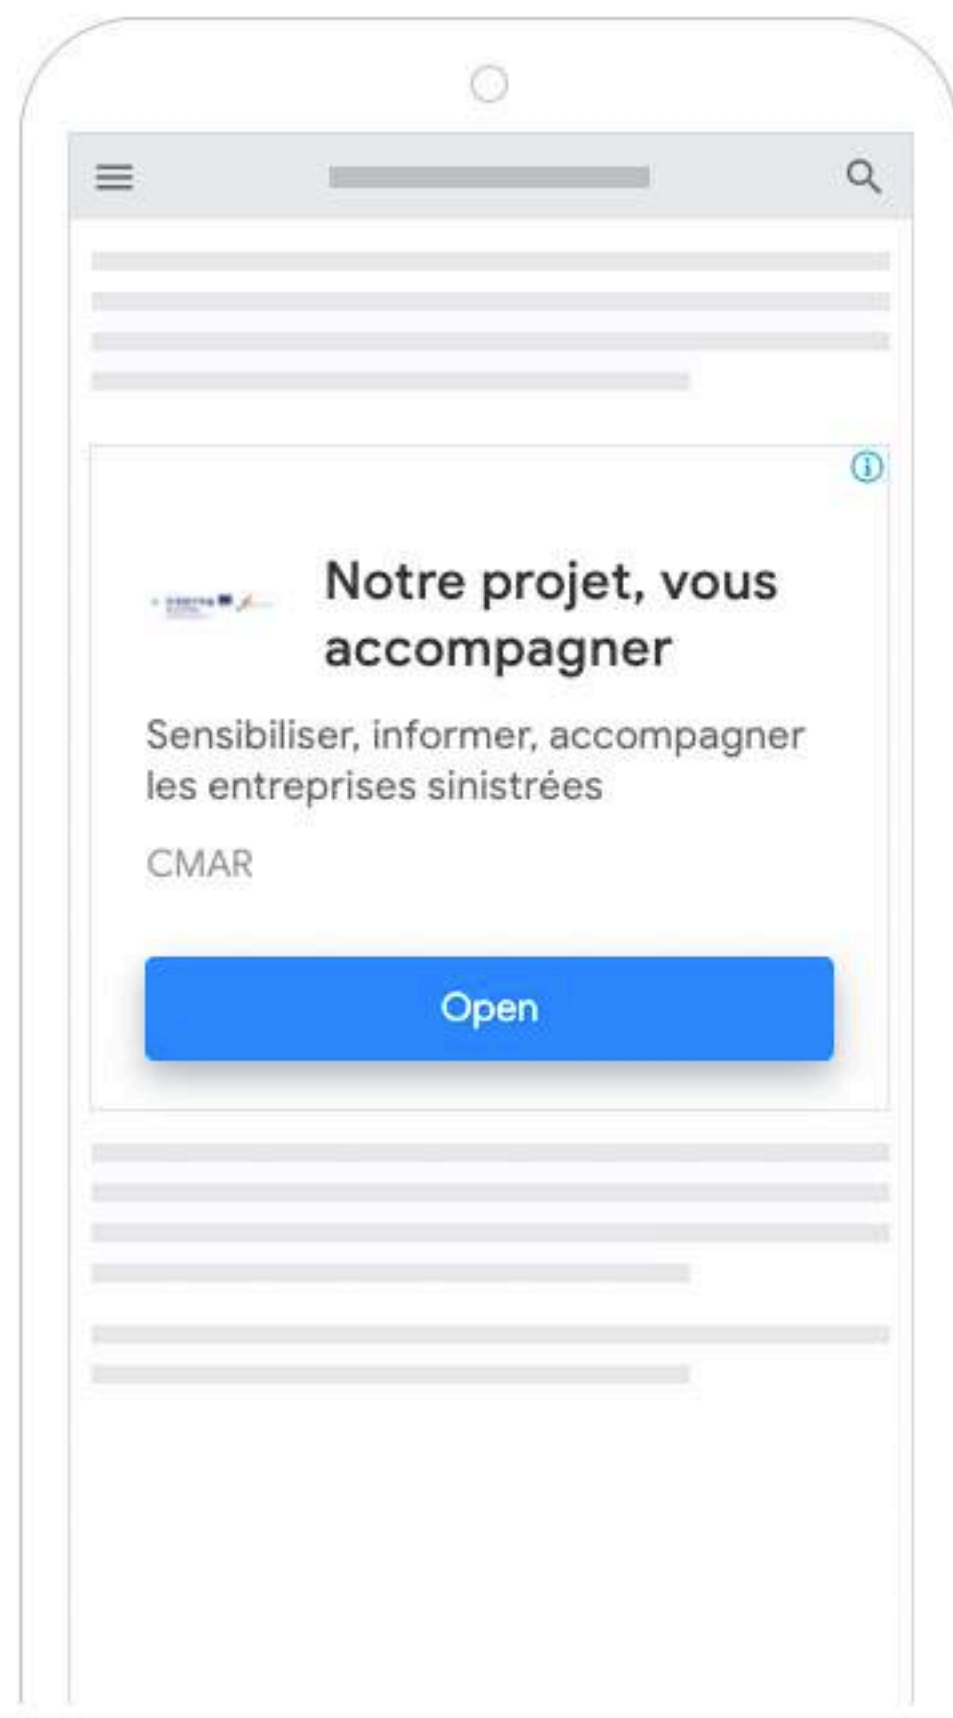 Notre projet, vous
accompagner
Sensibiliser, informer, accompagner
les entreprises sinistrées
CMAR
Open